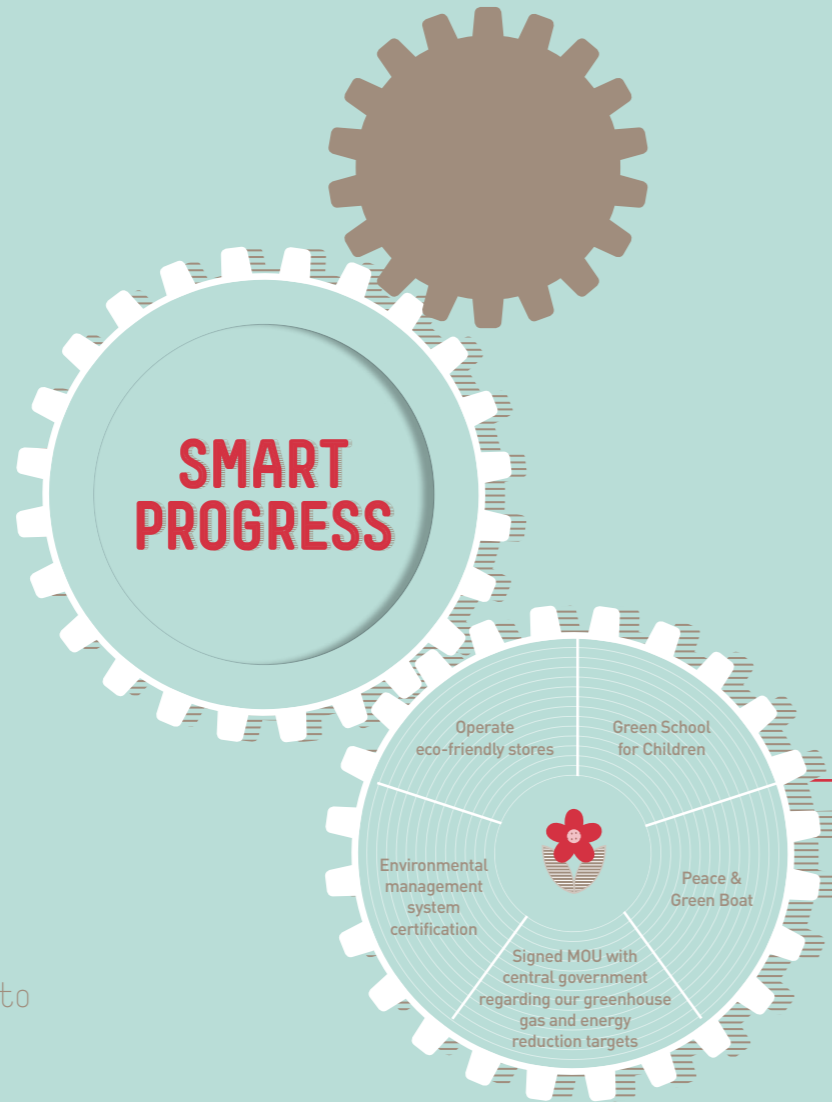 SMART
PROGRESS
Operate
eco-friendly stores
Green School
for Children
Environmental
management
system
certification
Peace &
Green Boat
Signed MOU with
central government
regarding our greenhouse
gas and energy
reduction targets
to